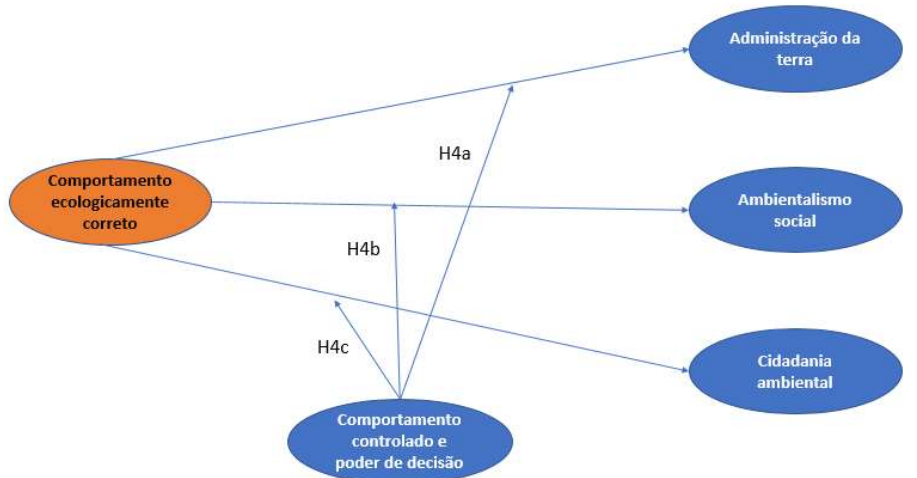 Administração da
terra
H4a
Comportamento
ecologicamente
correto
Ambientalismo
social
H4b
H4c
Cidadania
ambiental
Comportamento
controlado e
poder de decisão